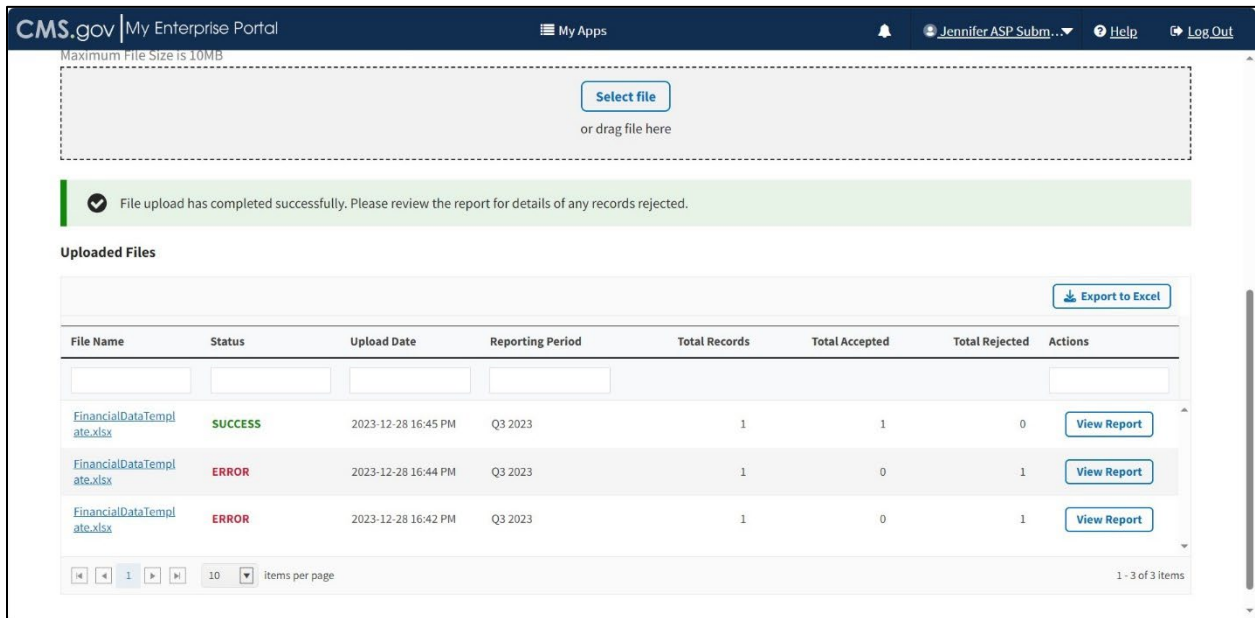 CMS.gov My Enterprise Portal My Apps Jennifer ASP Subm... Help Log Out
Maximum File Size is 10MB
Select file
or drag file here
File upload has completed successfully. Please review the report for details of any records rejected.
Uploaded Files
Export to Excel
File Name Status Upload Date Reporting Period Total Records Total Accepted Total Rejected Actions
FinancialDataTempl
ate.xlsx SUCCESS 2023-12-28 16:45 PM Q3 2023 1 1 0 View Report
FinancialDataTempl
ate.xlsx ERROR 2023-12-28 16:44 PM Q3 2023 1 0 1 View Report
FinancialDataTempl
ate.xlsx ERROR 2023-12-28 16:42 PM Q3 2023 1 0 1 View Report
1 10 items per page 1 - 3 of 3 items